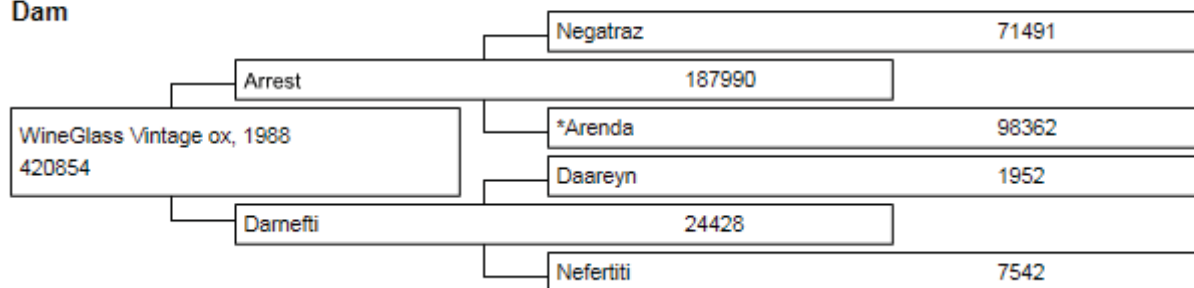 Dam
Negatraz 71491
Arrest 187990
WineGlass Vintage ox, 1988
420854
*Arenda 98362
Daareyn 1952
Darnefti 24428
Nefertiti 7542